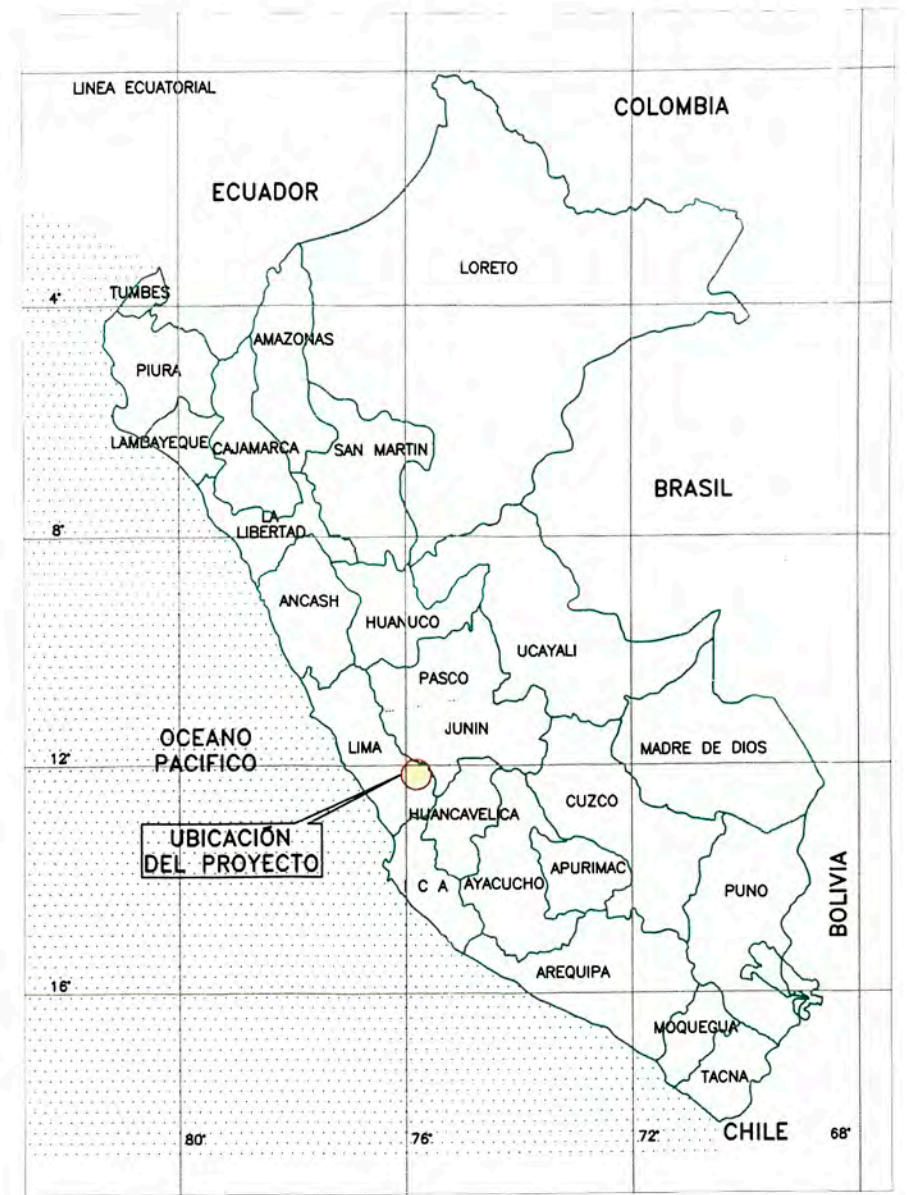 LINEA ECUATORIAL
COLOMBIA
ECUADOR
LORETO
TUMBES
4°
AMAZONAS
PIURA
LAMBAYEQUE
CAJAMARCA
SAN MARTIN
BRASIL
LA
LIBERTAD
8°
ANCASH
HUANUCO
UCAYALI
PASCO
JUNIN
OCEANO
PACIFICO
LIMA
MADRE DE DIOS
12°
CUZCO
HUANCAVELICA
UBICACIÓN
DEL PROYECTO
C A
AYACUCHO
APURIMAC
PUNO
BOLIVIA
AREQUIPA
16°
MOQUEGUA
TACNA
80°
76°
72°
CHILE
68°